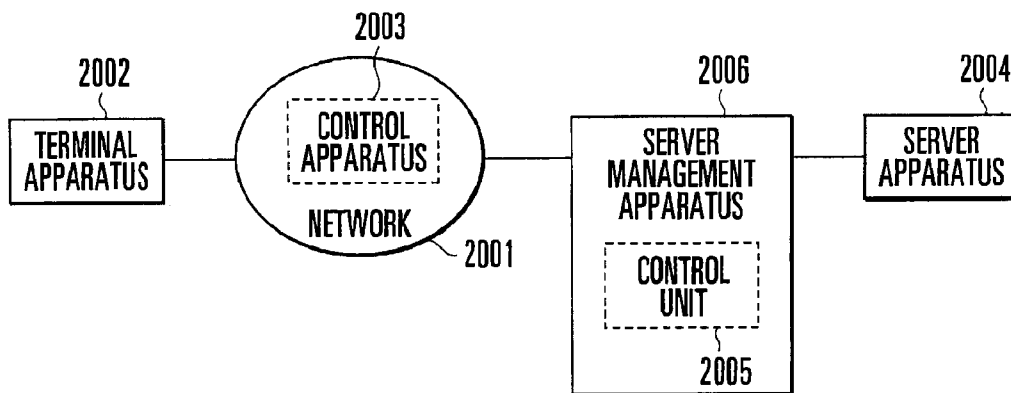 2002
TERMINAL
APPARATUS
2003
CONTROL
APPARATUS
NETWORK
2001
2006
SERVER
MANAGEMENT
APPARATUS
CONTROL
UNIT
2005
2004
SERVER
APPARATUS